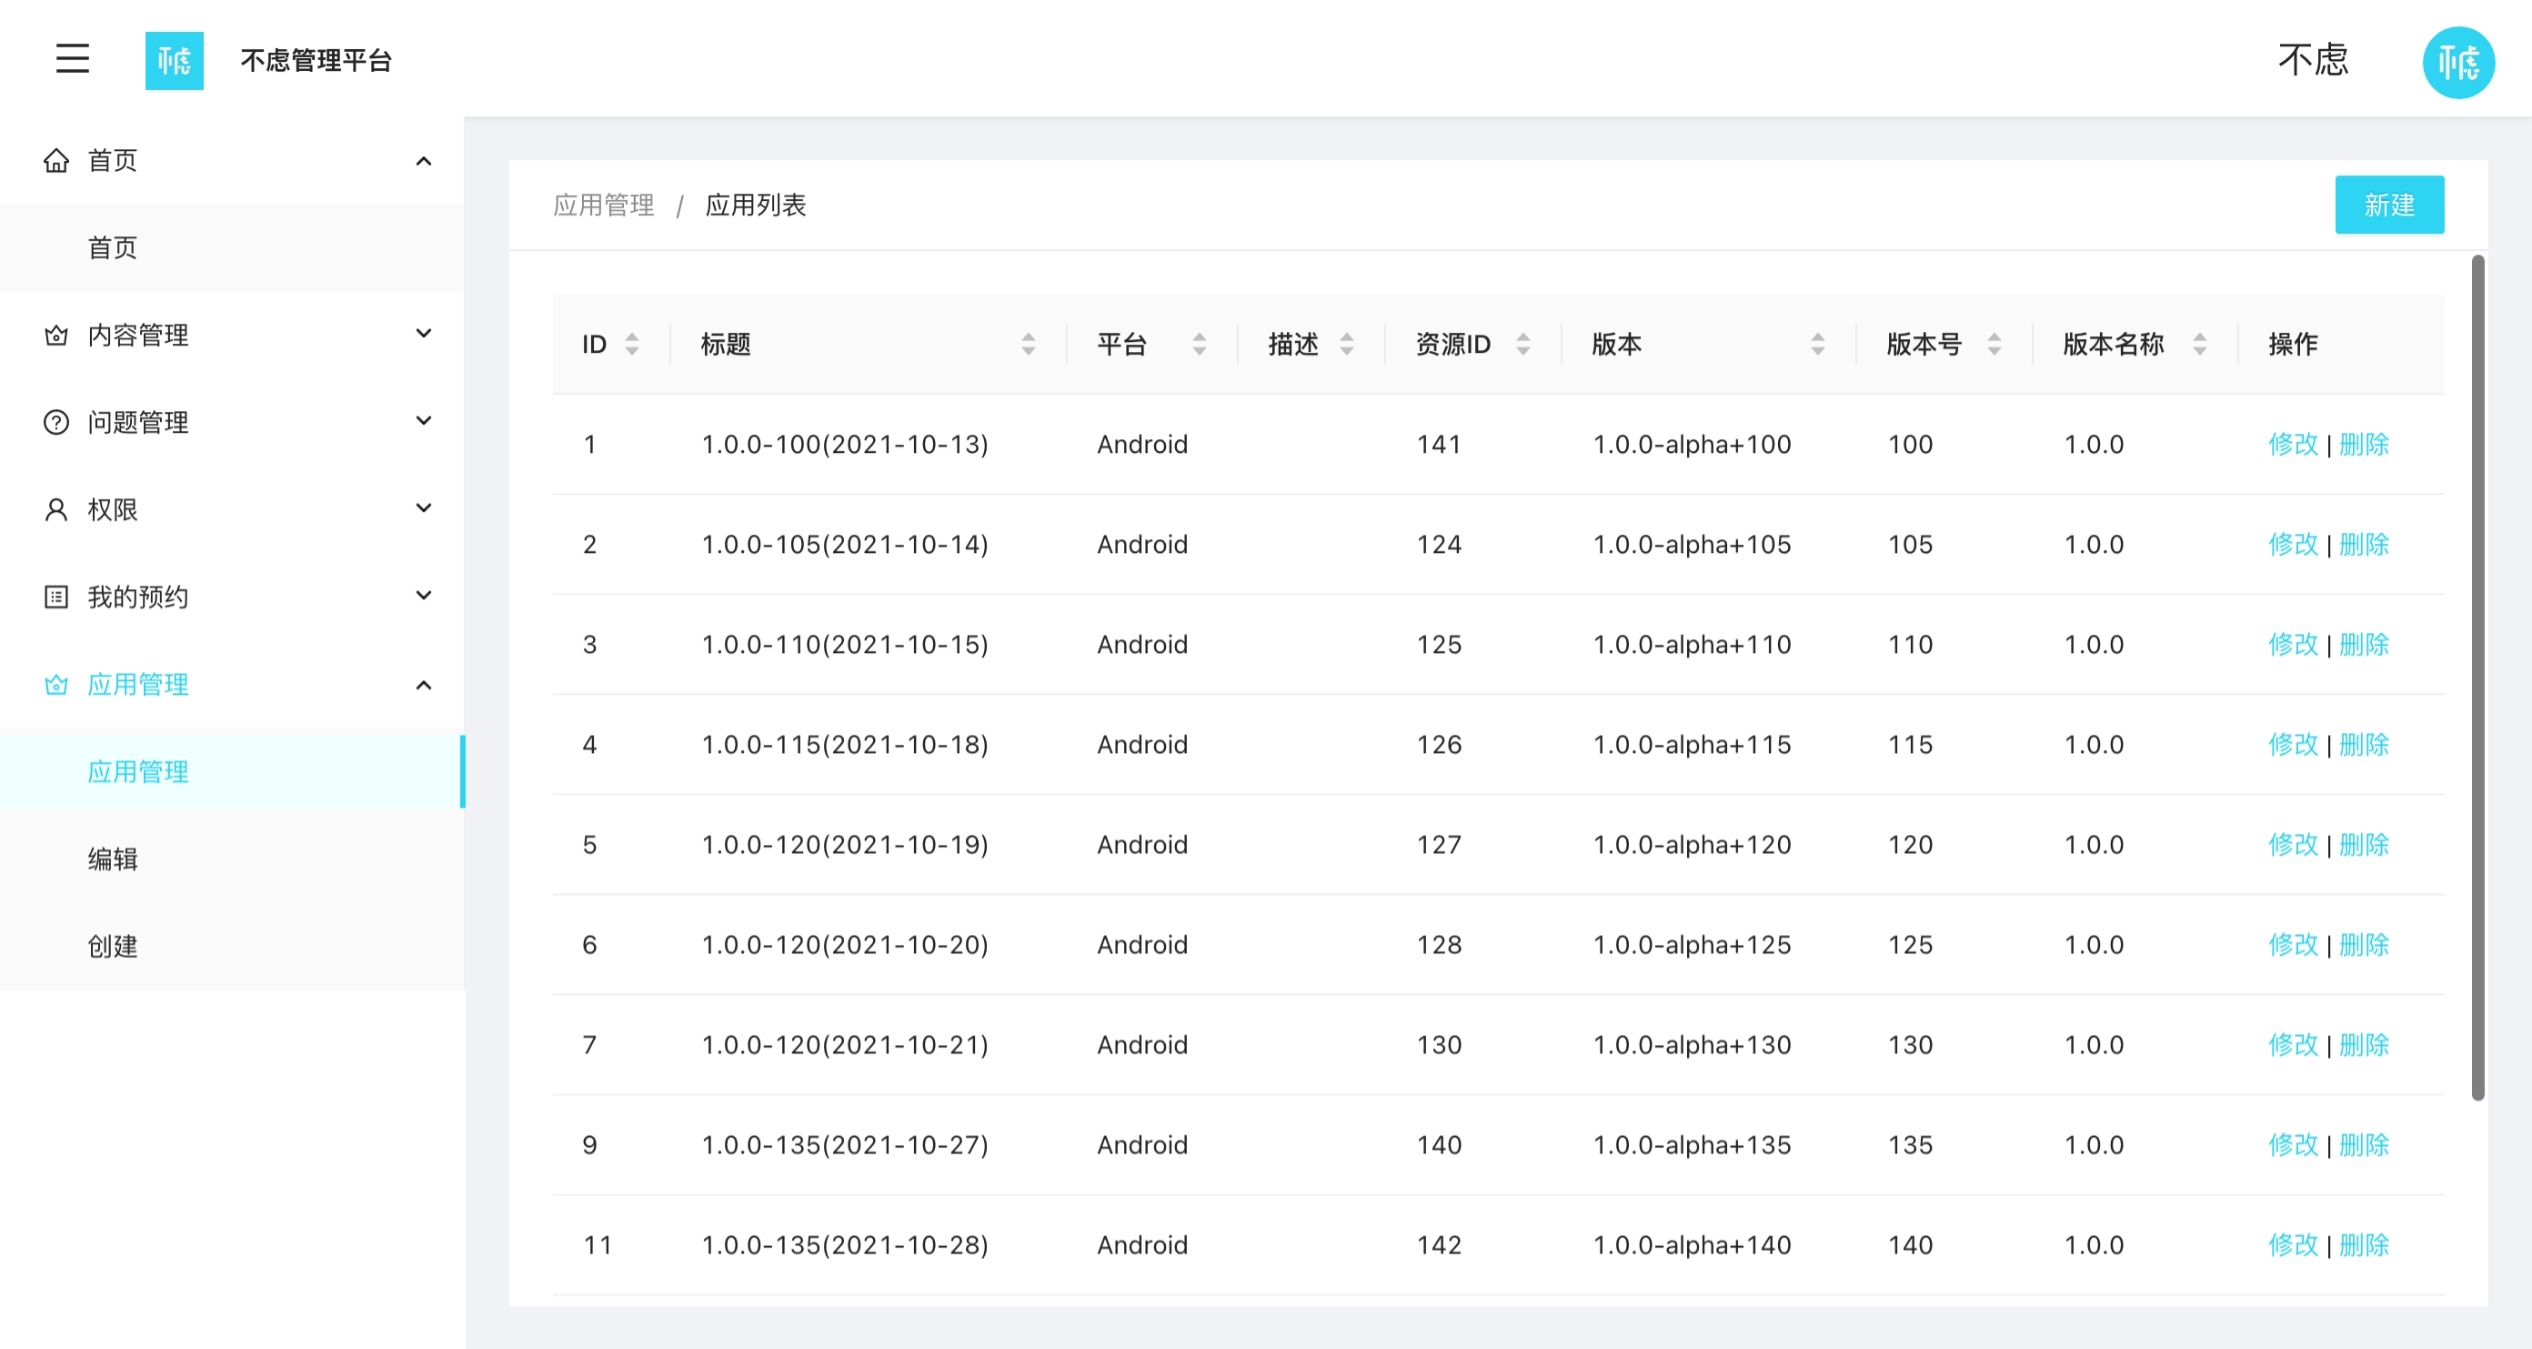 不虑 不虑管理平台 不虑 不虑
首页
首页
内容管理
问题管理
权限
我的预约
应用管理
应用管理
编辑
创建
应用管理 / 应用列表 新建
ID 标题 平台 描述 资源ID 版本 版本号 版本名称 操作
1 1.0.0-100(2021-10-13) Android 141 1.0.0-alpha+100 100 1.0.0 修改 | 删除
2 1.0.0-105(2021-10-14) Android 124 1.0.0-alpha+105 105 1.0.0 修改 | 删除
3 1.0.0-110(2021-10-15) Android 125 1.0.0-alpha+110 110 1.0.0 修改 | 删除
4 1.0.0-115(2021-10-18) Android 126 1.0.0-alpha+115 115 1.0.0 修改 | 删除
5 1.0.0-120(2021-10-19) Android 127 1.0.0-alpha+120 120 1.0.0 修改 | 删除
6 1.0.0-120(2021-10-20) Android 128 1.0.0-alpha+125 125 1.0.0 修改 | 删除
7 1.0.0-120(2021-10-21) Android 130 1.0.0-alpha+130 130 1.0.0 修改 | 删除
9 1.0.0-135(2021-10-27) Android 140 1.0.0-alpha+135 135 1.0.0 修改 | 删除
11 1.0.0-135(2021-10-28) Android 142 1.0.0-alpha+140 140 1.0.0 修改 | 删除